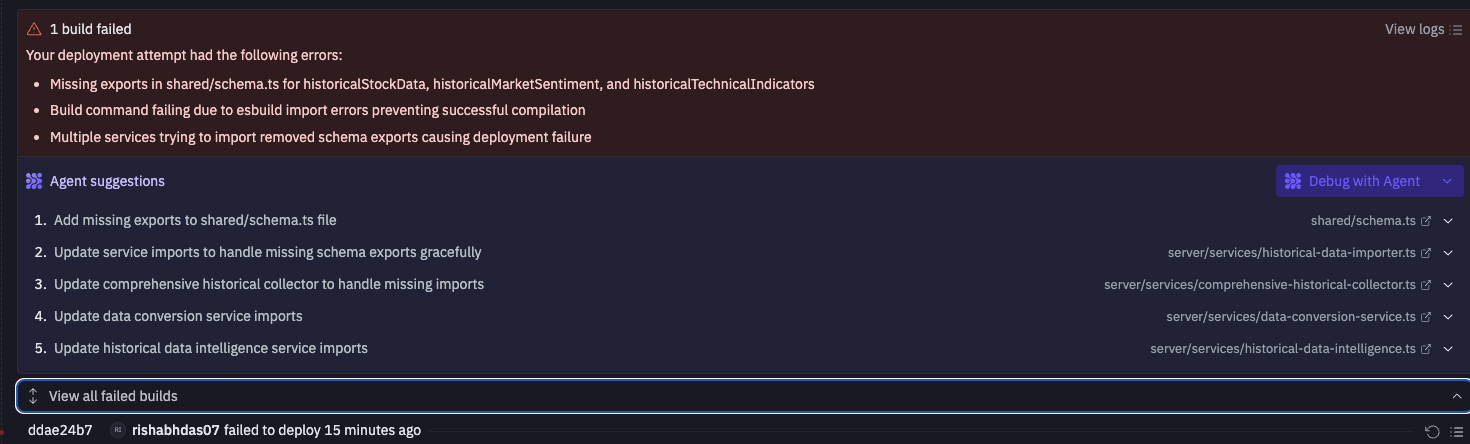 1 build failed
View logs
Your deployment attempt had the following errors:
• Missing exports in shared/schema.ts for historicalStockData, historicalMarketSentiment, and historicalTechnicalIndicators
• Build command failing due to esbuild import errors preventing successful compilation
• Multiple services trying to import removed schema exports causing deployment failure
Agent suggestions
Debug with Agent
1. Add missing exports to shared/schema.ts file
shared/schema.ts
2. Update service imports to handle missing schema exports gracefully
server/services/historical-data-importer.ts
3. Update comprehensive historical collector to handle missing imports
server/services/comprehensive-historical-collector.ts
4. Update data conversion service imports
server/services/data-conversion-service.ts
5. Update historical data intelligence service imports
server/services/historical-data-intelligence.ts
View all failed builds
ddae24b7 RI rishabhdas07 failed to deploy 15 minutes ago